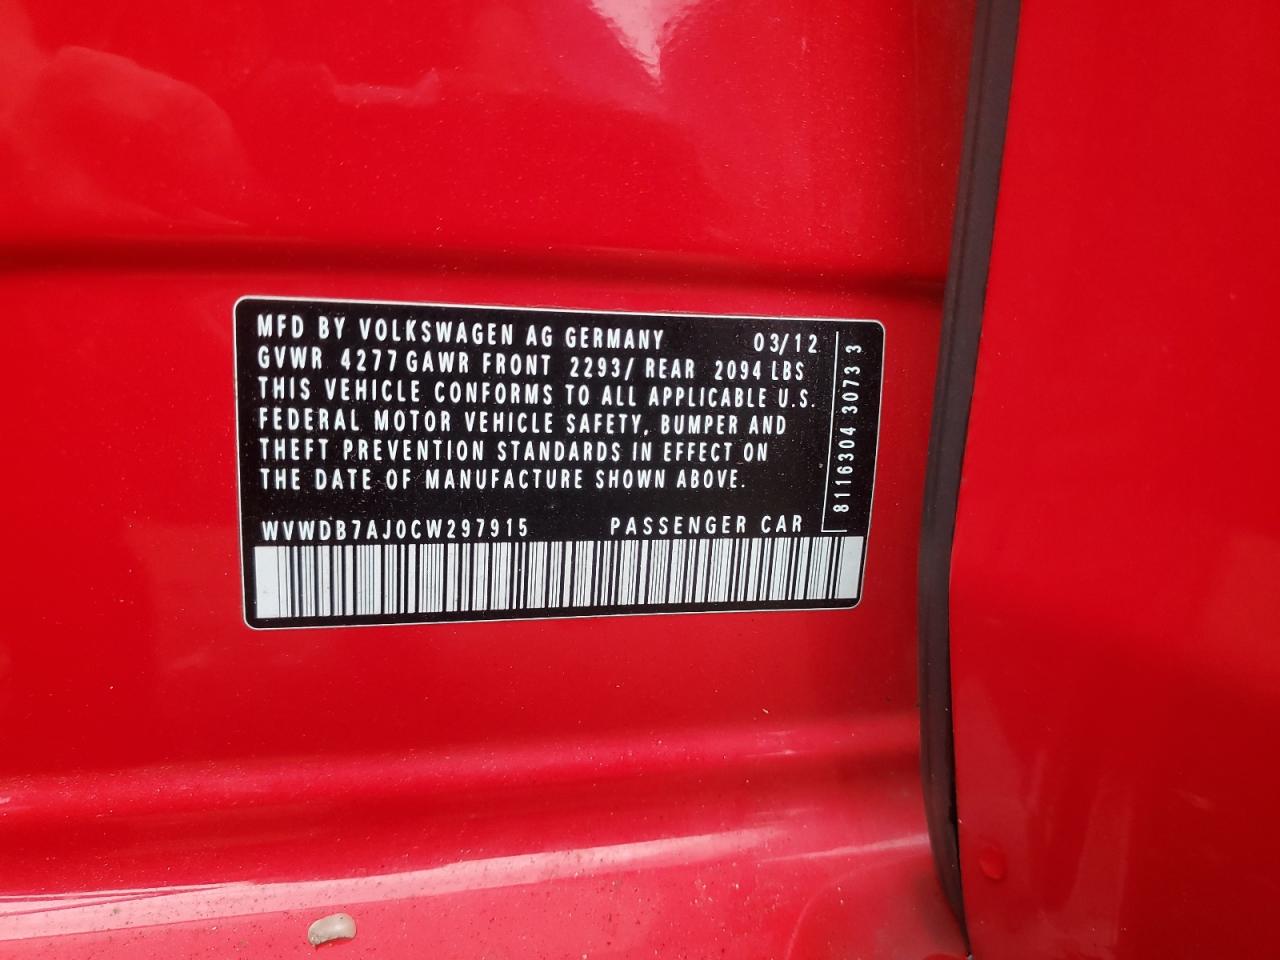 MFD BY VOLKSWAGEN AG GERMANY 03/12
GVWR 4277 GAWR FRONT 2293/ REAR 2094 LBS
THIS VEHICLE CONFORMS TO ALL APPLICABLE U.S.
FEDERAL MOTOR VEHICLE SAFETY, BUMPER AND
THEFT PREVENTION STANDARDS IN EFFECT ON
THE DATE OF MANUFACTURE SHOWN ABOVE.
WVWDB7AJ0CW297915 PASSENGER CAR
8116304 3073 3